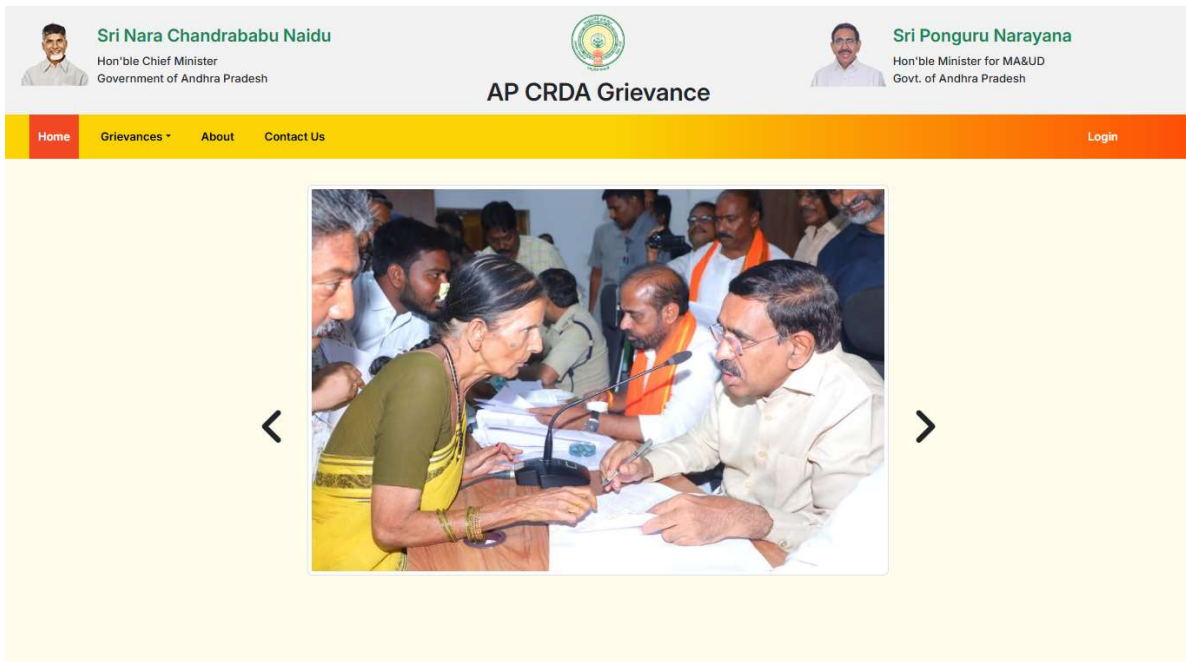 Sri Nara Chandrababu Naidu
Hon'ble Chief Minister
Government of Andhra Pradesh
AP CRDA Grievance
Sri Ponguru Narayana
Hon'ble Minister for MA&UD
Govt. of Andhra Pradesh
Home Grievances About Contact Us Login